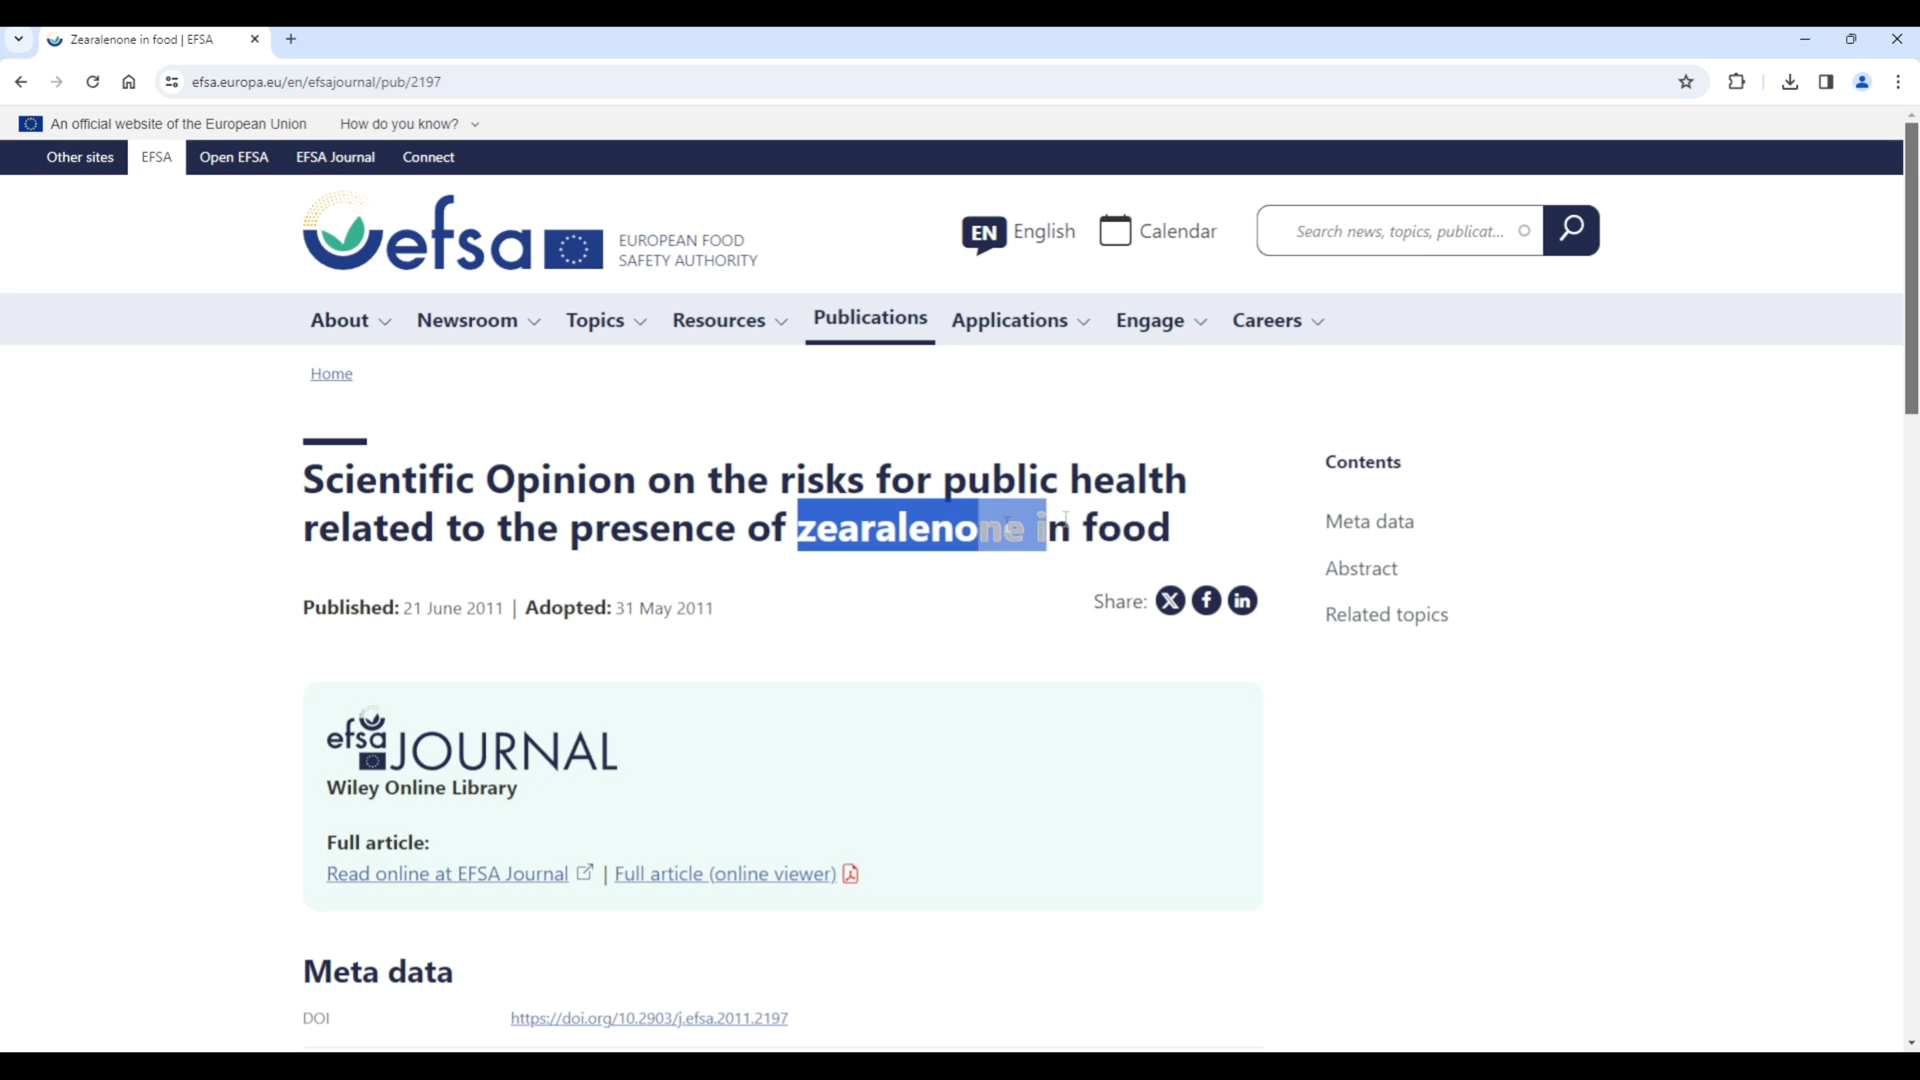 Zearalenone in food | EFSA
efsa.europa.eu/en/efsajournal/pub/2197
An official website of the European Union How do you know?
Other sites EFSA Open EFSA EFSA Journal Connect
efsa EUROPEAN FOOD
SAFETY AUTHORITY
EN English Calendar Search news, topics, publicat...
About Newsroom Topics Resources Publications Applications Engage Careers
Home
Scientific Opinion on the risks for public health
related to the presence of zearalenone in food
Published: 21 June 2011 | Adopted: 31 May 2011
Share:
Contents
Meta data
Abstract
Related topics
efsa JOURNAL
Wiley Online Library
Full article:
Read online at EFSA Journal | Full article (online viewer)
Meta data
DOI https://doi.org/10.2903/j.efsa.2011.2197